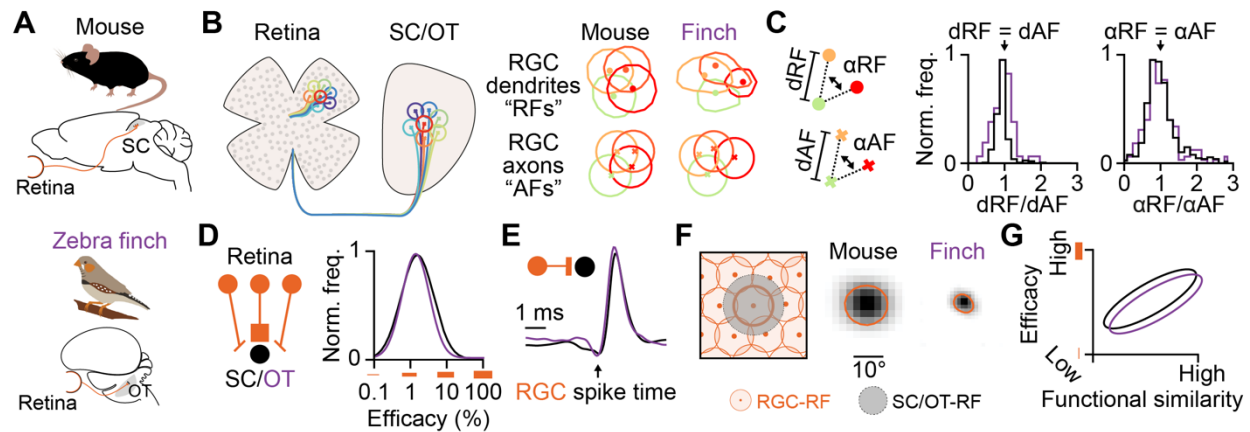 A
Mouse
SC
Retina
Zebra finch
OT
Retina
B
Retina
SC/OT
Mouse
Finch
RGC
dendrites
“RFs”
RGC
axons
“AFs”
C
dRF
αRF
dAF
αAF
dRF = dAF
1
Norm. freq.
0
0 1 2 3
dRF/dAF
αRF = αAF
1
0
0 1 2 3
αRF/αAF
D
Retina
SC/OT
1
Norm. freq.
0
0.1 1 10 100
Efficacy (%)
E
1 ms
RGC spike time
F
Mouse
Finch
10°
RGC-RF
SC/OT-RF
G
High
Efficacy
Low
High
Functional similarity